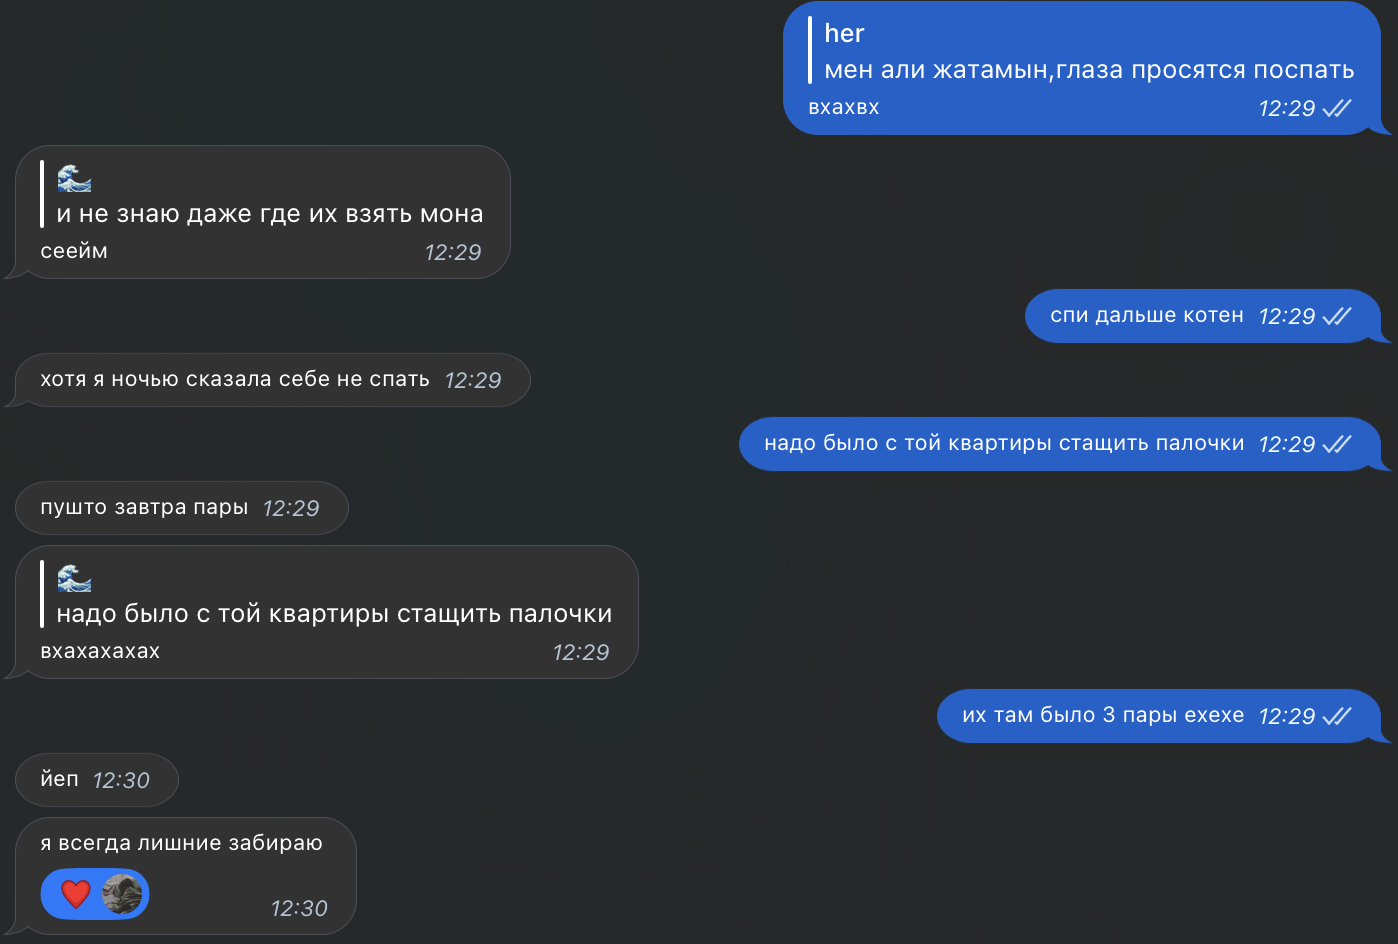 her
мен али жатамын,глаза просятся поспать
вхахвх
12:29
🌊
и не знаю даже где их взять мона
сеейм
12:29
спи дальше котен 12:29
хотя я ночью сказала себе не спать 12:29
надо было с той квартиры стащить палочки 12:29
пушто завтра пары 12:29
🌊
надо было с той квартиры стащить палочки
вхахахахах
12:29
их там было 3 пары ехехе 12:29
йеп 12:30
я всегда лишние забираю
❤️
12:30